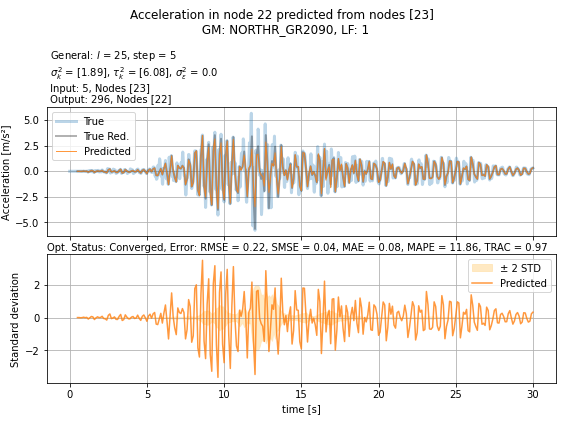 Acceleration in node 22 predicted from nodes [23]
GM: NORTHR_GR2090, LF: 1
General: l = 25, step = 5
σ²ₖ = [1.89], τ²ₖ = [6.08], σ²ε = 0.0
Input: 5, Nodes [23]
Output: 296, Nodes [22]
Acceleration [m/s²]
5.0
2.5
0.0
−2.5
−5.0
True
True Red.
Predicted
Opt. Status: Converged, Error: RMSE = 0.22, SMSE = 0.04, MAE = 0.08, MAPE = 11.86, TRAC = 0.97
Standard deviation
2
0
−2
± 2 STD
Predicted
0 5 10 15 20 25 30
time [s]